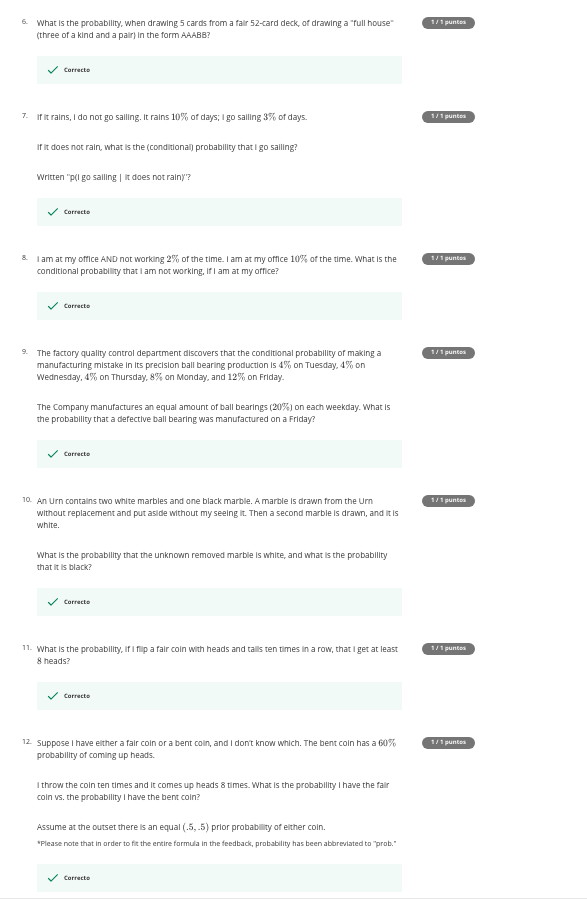 6. What is the probability, when drawing 5 cards from a fair 52-card deck, of drawing a "full house"
(three of a kind and a pair) in the form AAABB?
1 / 1 puntos
Correcto
7. If it rains, I do not go sailing. It rains 10% of days; I go sailing 3% of days.
1 / 1 puntos
If it does not rain, what is the (conditional) probability that I go sailing?
Written "p(I go sailing | it does not rain)"?
Correcto
8. I am at my office AND not working 2% of the time. I am at my office 10% of the time. What is the
conditional probability that I am not working, if I am at my office?
1 / 1 puntos
Correcto
9. The factory quality control department discovers that the conditional probability of making a
manufacturing mistake in its precision ball bearing production is 4% on Tuesday, 4% on
Wednesday, 4% on Thursday, 8% on Monday, and 12% on Friday.
1 / 1 puntos
The Company manufactures an equal amount of ball bearings (20%) on each weekday. What is
the probability that a defective ball bearing was manufactured on a Friday?
Correcto
10. An Urn contains two white marbles and one black marble. A marble is drawn from the Urn
without replacement and put aside without my seeing it. Then a second marble is drawn, and it is
white.
1 / 1 puntos
What is the probability that the unknown removed marble is white, and what is the probability
that it is black?
Correcto
11. What is the probability, if I flip a fair coin with heads and tails ten times in a row, that I get at least
8 heads?
1 / 1 puntos
Correcto
12. Suppose I have either a fair coin or a bent coin, and I don't know which. The bent coin has a 60%
probability of coming up heads.
1 / 1 puntos
I throw the coin ten times and it comes up heads 8 times. What is the probability I have the fair
coin vs. the probability I have the bent coin?
Assume at the outset there is an equal (.5, .5) prior probability of either coin.
*Please note that in order to fit the entire formula in the feedback, probability has been abbreviated to "prob."
Correcto